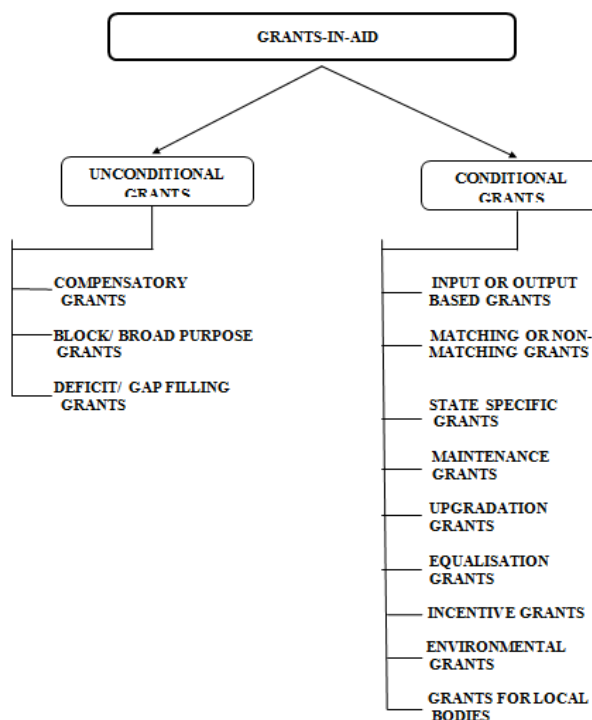 GRANTS-IN-AID
UNCONDITIONAL
GRANTS
CONDITIONAL
GRANTS
COMPENSATORY
GRANTS
BLOCK/ BROAD PURPOSE
GRANTS
DEFICIT/ GAP FILLING
GRANTS
INPUT OR OUTPUT
BASED GRANTS
MATCHING OR NON-
MATCHING GRANTS
STATE SPECIFIC
GRANTS
MAINTENANCE
GRANTS
UPGRADATION
GRANTS
EQUALISATION
GRANTS
INCENTIVE GRANTS
ENVIRONMENTAL
GRANTS
GRANTS FOR LOCAL
BODIES